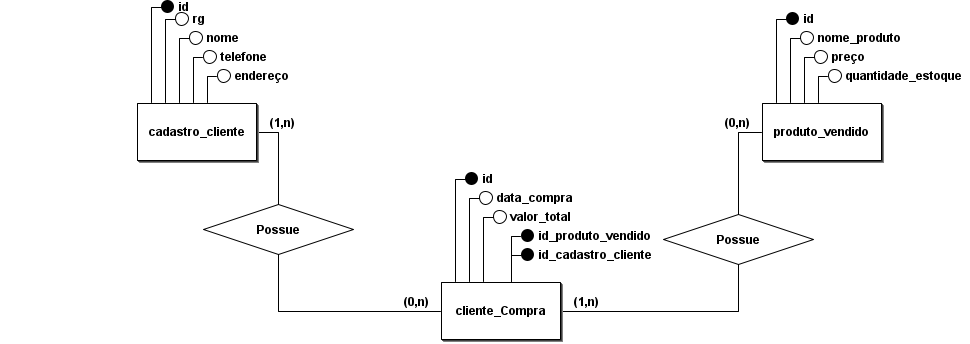 id
rg
nome
telefone
endereço
cadastro_cliente
(1,n)
Possue
(0,n)
id
data_compra
valor_total
id_produto_vendido
id_cadastro_cliente
cliente_Compra
(1,n)
Possue
(0,n)
id
nome_produto
preço
quantidade_estoque
produto_vendido